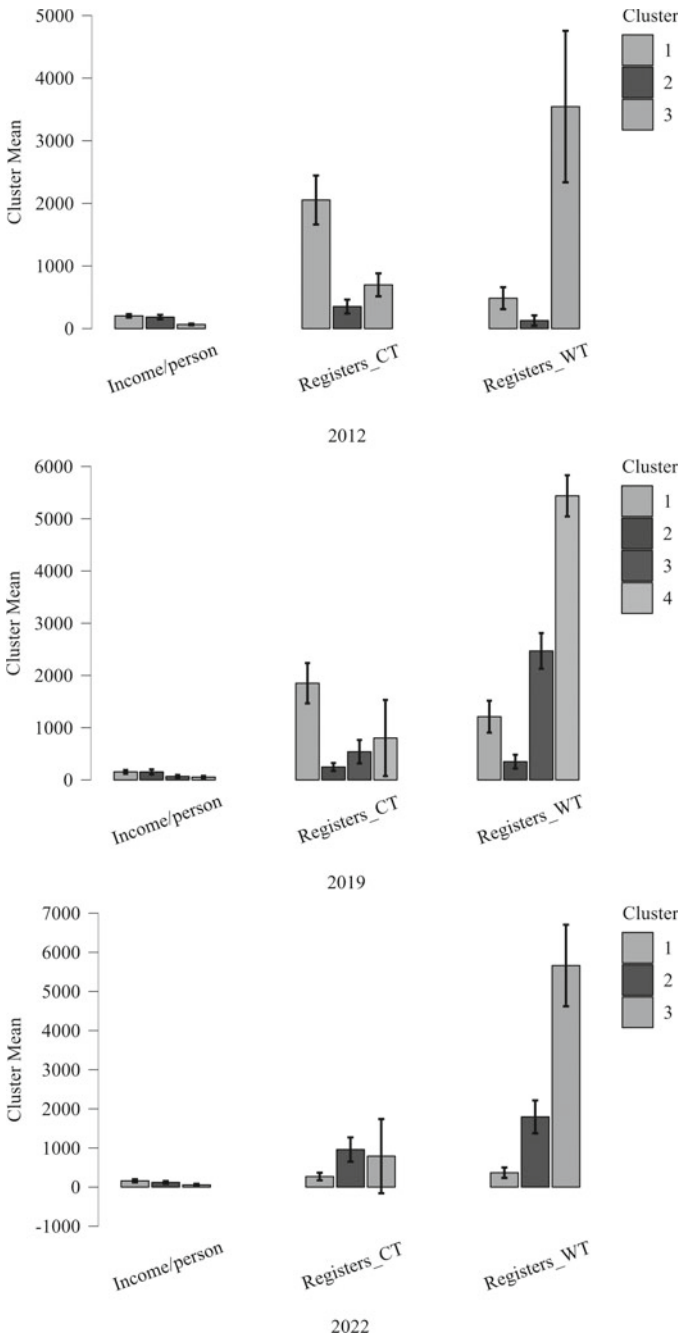 Cluster
1
2
3
5000
4000
3000
2000
1000
0
Cluster Mean
Income/person
Registers_CT
Registers_WT
2012
Cluster
1
2
3
4
6000
5000
4000
3000
2000
1000
0
Cluster Mean
Income/person
Registers_CT
Registers_WT
2019
Cluster
1
2
3
7000
6000
5000
4000
3000
2000
1000
0
-1000
Cluster Mean
Income/person
Registers_CT
Registers_WT
2022